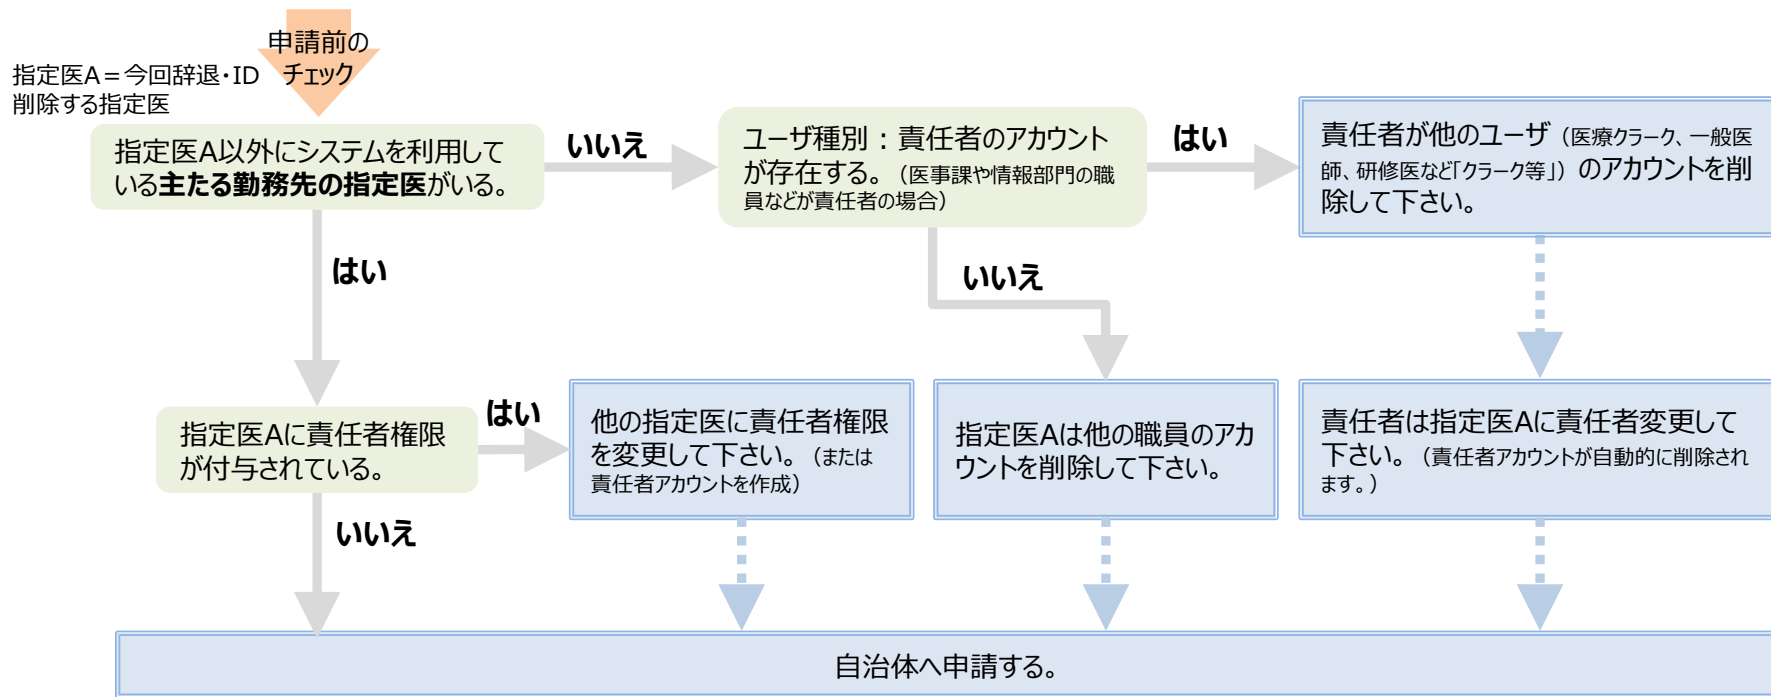 申請前の
チェック
指定医A＝今回辞退・ID
削除する指定医
指定医A以外にシステムを利用して
いる主たる勤務先の指定医がいる。
いいえ
ユーザ種別：責任者のアカウント
が存在する。（医事課や情報部門の職
員などが責任者の場合）
はい
責任者が他のユーザ（医療クラーク、一般医
師、研修医など「クラーク等」）のアカウントを削
除して下さい。
はい
いいえ
指定医Aに責任者権限
が付与されている。
はい
他の指定医に責任者権限
を変更して下さい。（または
責任者アカウントを作成）
指定医Aは他の職員のアカ
ウントを削除して下さい。
責任者は指定医Aに責任者変更して
下さい。（責任者アカウントが自動的に削除され
ます。）
いいえ
自治体へ申請する。